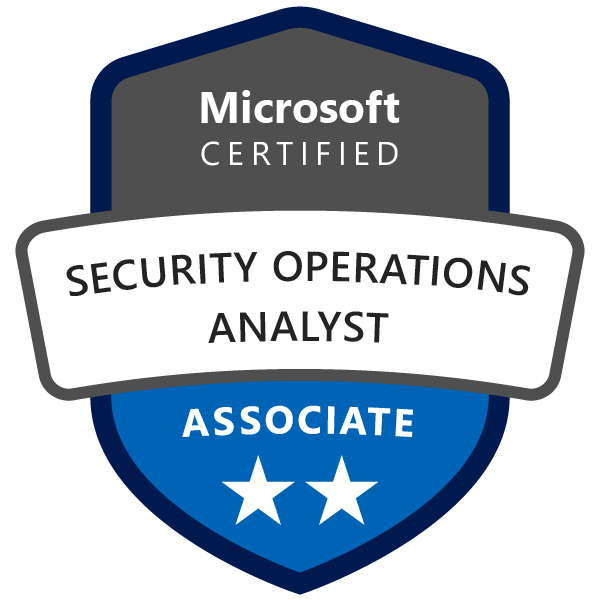 Microsoft
CERTIFIED
SECURITY OPERATIONS
ANALYST
ASSOCIATE